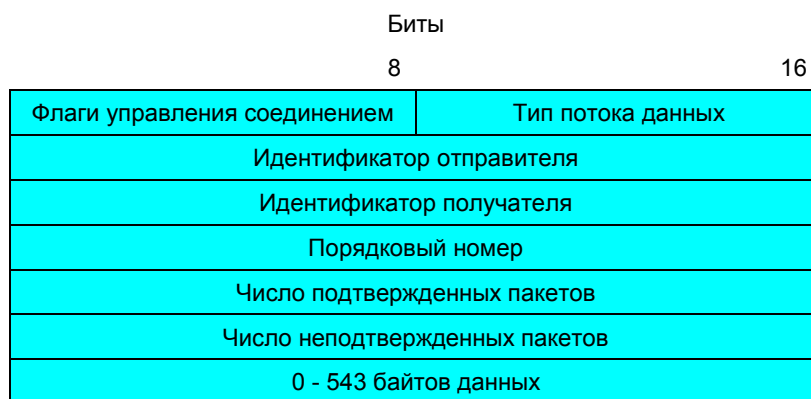 Биты
8 16
Флаги управления соединением Тип потока данных
Идентификатор отправителя
Идентификатор получателя
Порядковый номер
Число подтвержденных пакетов
Число неподтвержденных пакетов
0 - 543 байтов данных